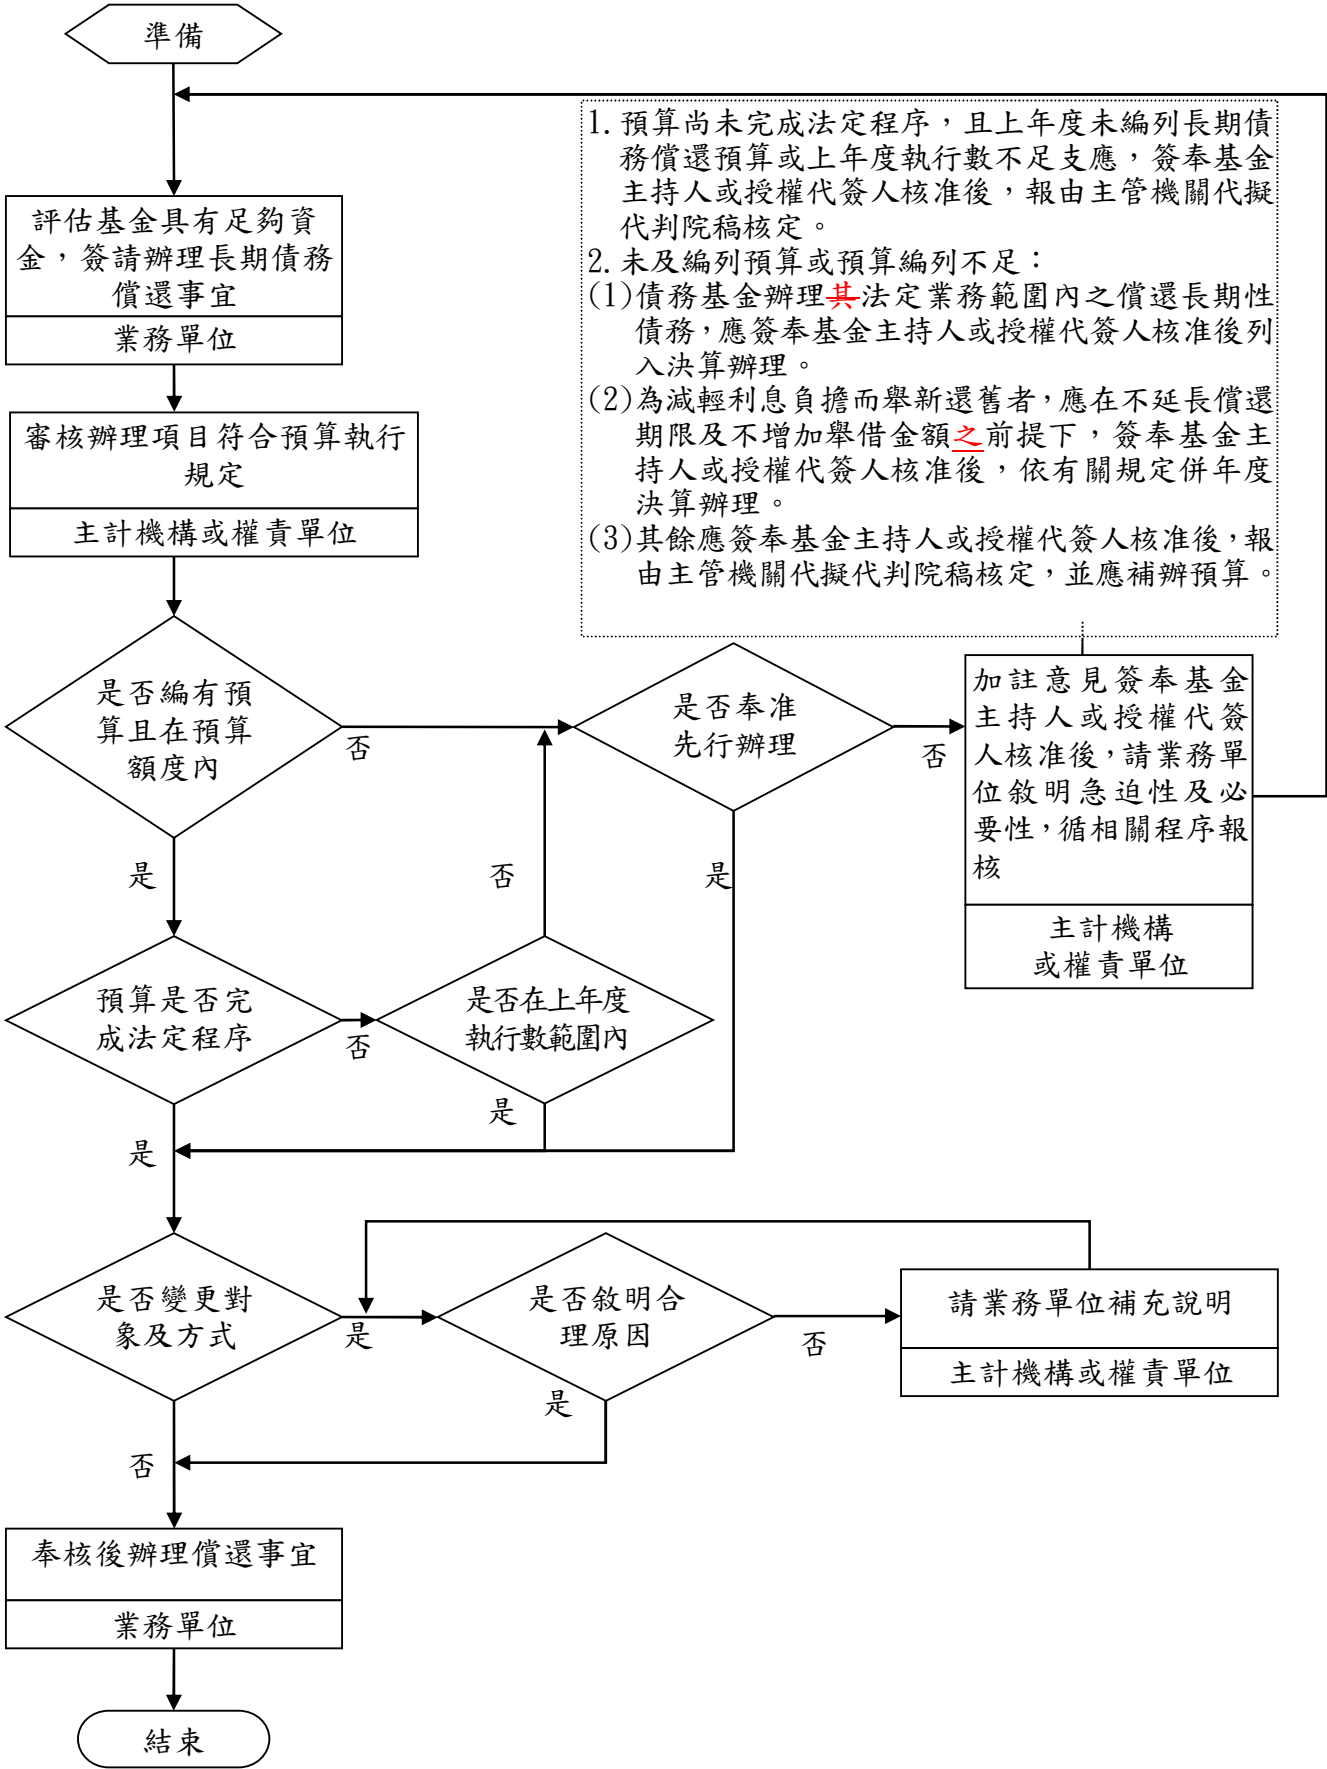 準備
1. 預算尚未完成法定程序，且上年度未編列長期債
務償還預算或上年度執行數不足支應，簽奉基金
主持人或授權代簽人核准後，報由主管機關代擬
代判院稿核定。
2. 未及編列預算或預算編列不足：
(1)債務基金辦理其法定業務範圍內之償還長期性
債務，應簽奉基金主持人或授權代簽人核准後列
入決算辦理。
(2)為減輕利息負擔而舉新還舊者，應在不延長償還
期限及不增加舉借金額之前提下，簽奉基金主
持人或授權代簽人核准後，依有關規定併年度
決算辦理。
(3)其餘應簽奉基金主持人或授權代簽人核准後，報
由主管機關代擬代判院稿核定，並應補辦預算。
評估基金具有足夠資
金，簽請辦理長期債務
償還事宜
業務單位
審核辦理項目符合預算執行
規定
主計機構或權責單位
是否編有預
算且在預算
額度內
否
是
是否奉准
先行辦理
否
是
加註意見簽奉基金
主持人或授權代簽
人核准後，請業務單
位敘明急迫性及必
要性，循相關程序報
核
主計機構
或權責單位
預算是否完
成法定程序
否
是
是否在上年度
執行數範圍內
否
是
是否變更對
象及方式
是
否
是否敘明合
理原因
否
是
請業務單位補充說明
主計機構或權責單位
奉核後辦理償還事宜
業務單位
結束